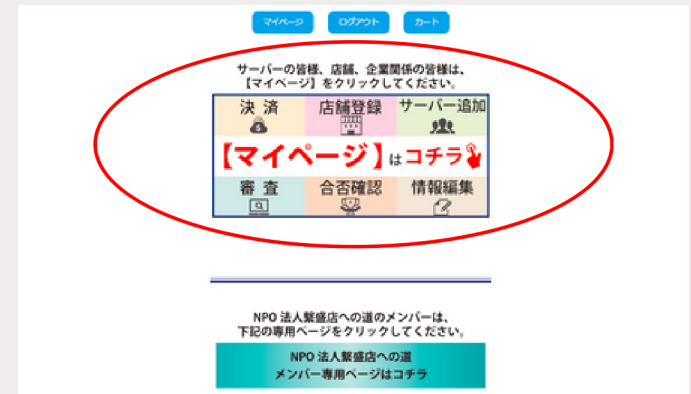 マイページ ログアウト カート
サーバーの皆様、店舗、企業関係の皆様は、
【マイページ】をクリックしてください。
決 済 店舗登録 サーバー追加
【マイページ】はコチラ
審 査 合否確認 情報編集
NPO 法人繁盛店への道のメンバーは、
下記の専用ページをクリックしてください。
NPO 法人繁盛店への道
メンバー専用ページはコチラ